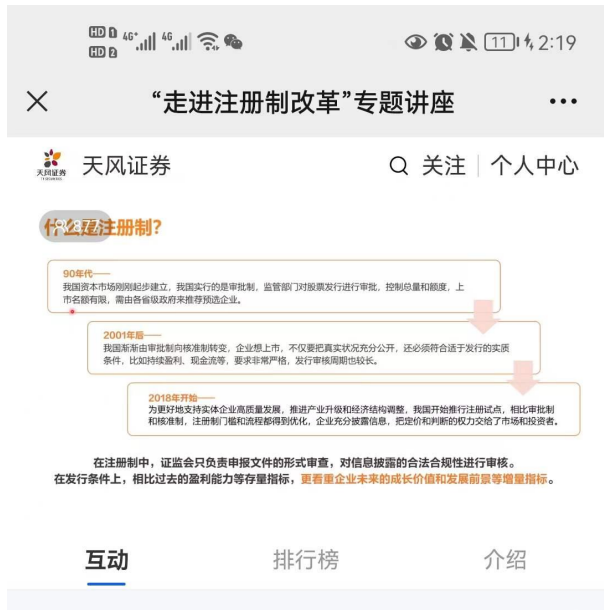 HD 1 4G+ 4G 11 2:19
HD 2
“走进注册制改革”专题讲座
天风证券 天风证券 关注 个人中心
TF SECURITIES
877
什么是注册制?
90年代——
我国资本市场刚刚起步建立，我国实行的是审批制，监管部门对股票发行进行审批，控制总量和额度，上
市名额有限，需由各省级政府来推荐预选企业。
2001年后——
我国渐渐由审批制向核准制转变，企业想上市，不仅要把真实状况充分公开，还必须符合适于发行的实质
条件，比如持续盈利、现金流等，要求非常严格，发行审核周期也较长。
2018年开始——
为更好地支持实体企业高质量发展，推进产业升级和经济结构调整，我国开始推行注册试点，相比审批制
和核准制，注册制门槛和流程都得到优化，企业充分披露信息，把定价和判断的权力交给了市场和投资者。
在注册制中，证监会只负责申报文件的形式审查，对信息披露的合法合规性进行审核。
在发行条件上，相比过去的盈利能力等存量指标，更看重企业未来的成长价值和发展前景等增量指标。
互动 排行榜 介绍